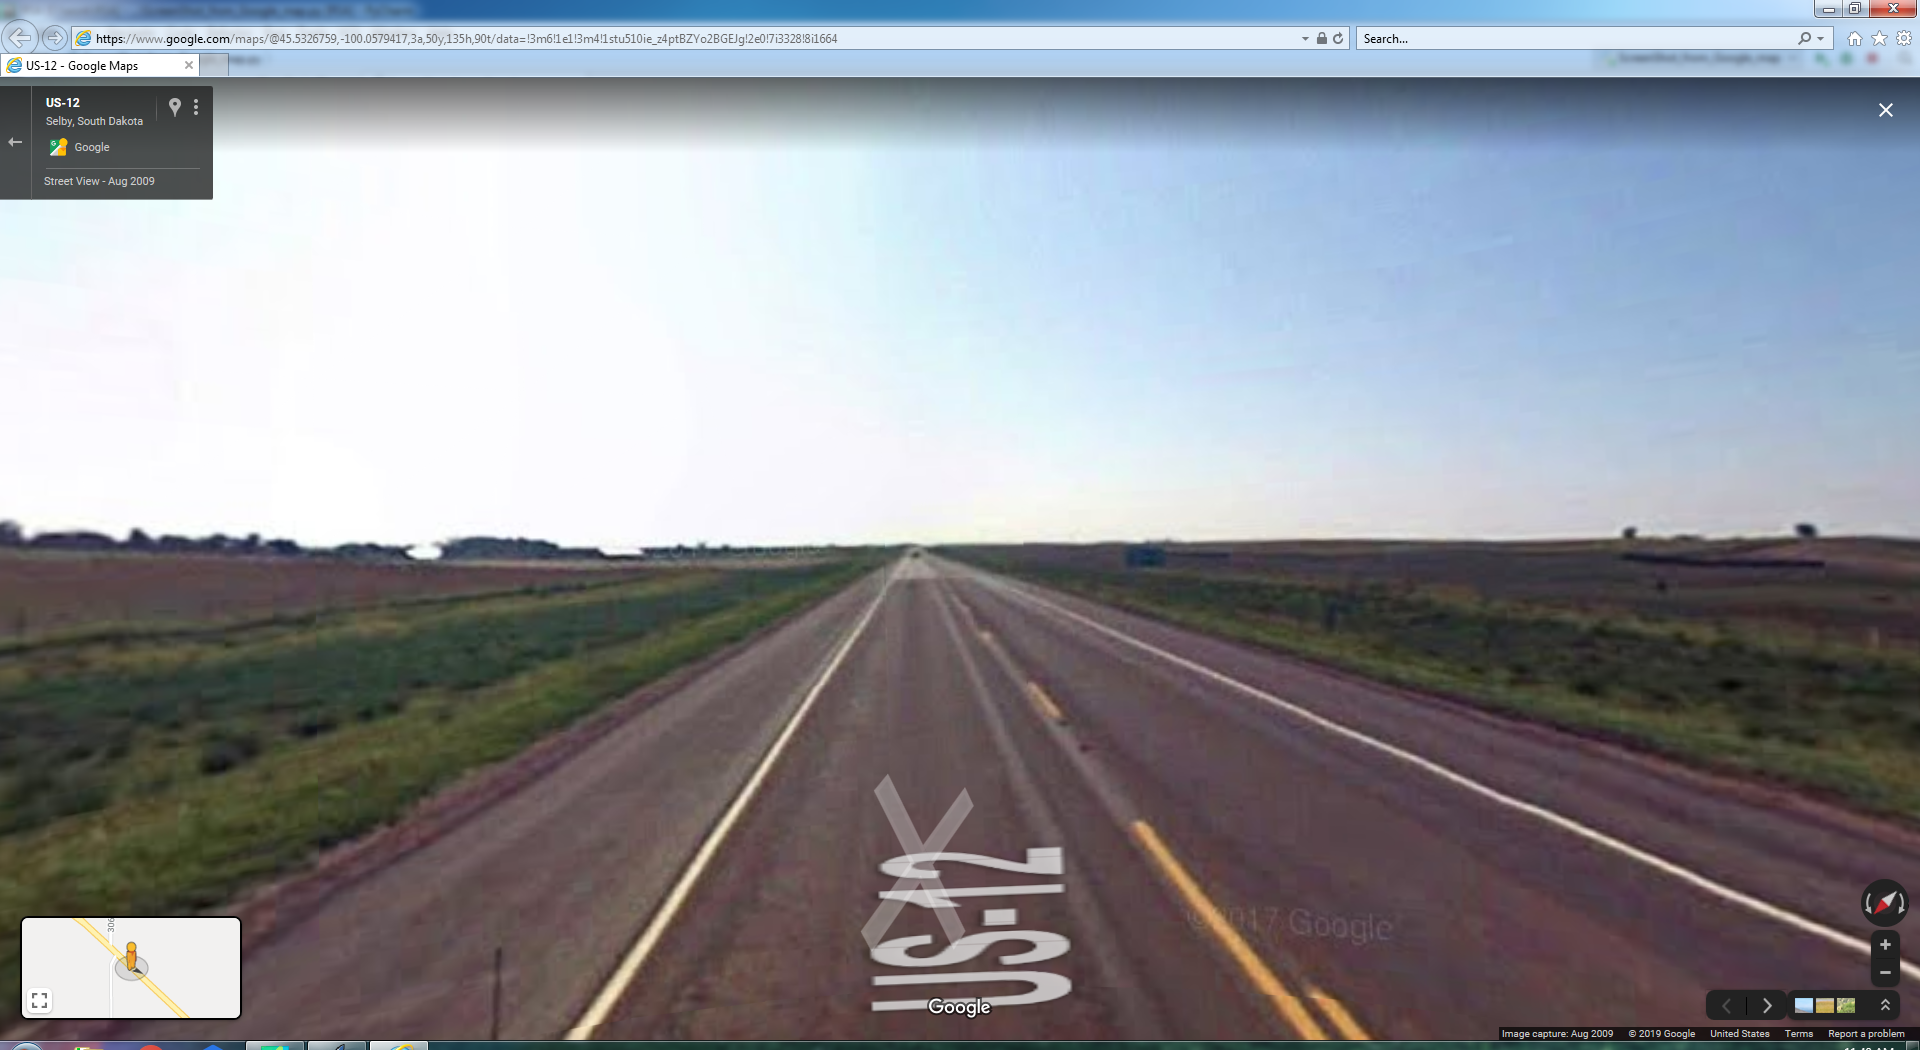 https://www.google.com/maps/@45.5326759,-100.0579417,3a,50y,135h,90t/data=!3m6!1e1!3m4!1stu510ie_z4ptBZYo2BGEJg!2e0!7i3328!8i1664
Search...
US-12 - Google Maps
US-12
Selby, South Dakota
Google
Street View - Aug 2009
US-12
©2017 Google
306
Google
Image capture: Aug 2009 © 2019 Google United States Terms Report a problem